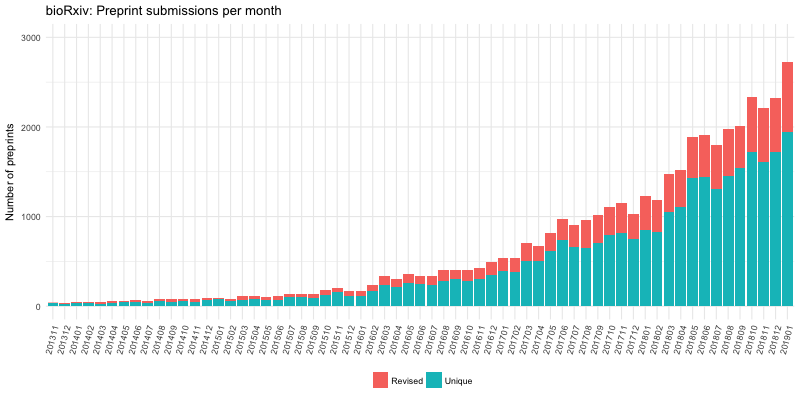 bioRxiv: Preprint submissions per month
Number of preprints
3000
2000
1000
0
201311 201312 201401 201402 201403 201404 201405 201406 201407 201408 201409 201410 201411 201412 201501 201502 201503 201504 201505 201506 201507 201508 201509 201510 201511 201512 201601 201602 201603 201604 201605 201606 201607 201608 201609 201610 201611 201612 201701 201702 201703 201704 201705 201706 201707 201708 201709 201710 201711 201712 201801 201802 201803 201804 201805 201806 201807 201808 201809 201810 201811 201812 201901
Revised Unique